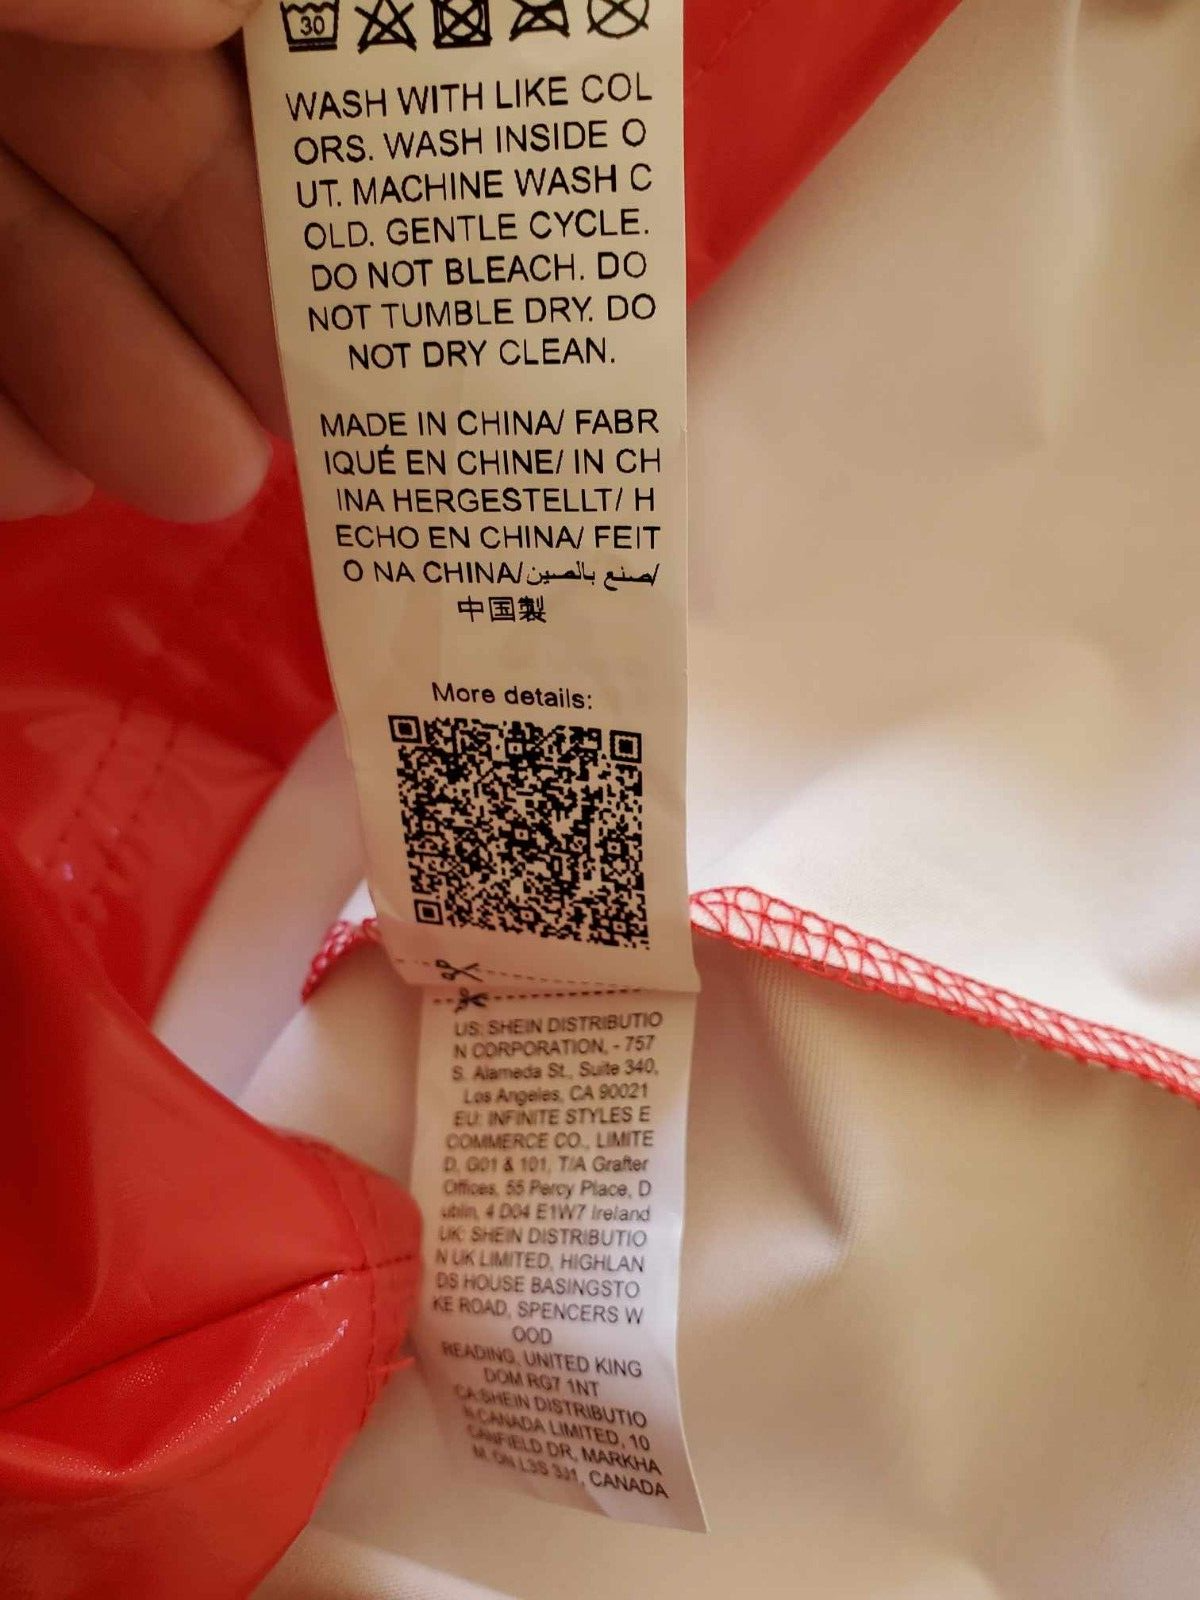 30
WASH WITH LIKE COL
ORS. WASH INSIDE O
UT. MACHINE WASH C
OLD. GENTLE CYCLE.
DO NOT BLEACH. DO
NOT TUMBLE DRY. DO
NOT DRY CLEAN.
MADE IN CHINA/ FABR
IQUÉ EN CHINE/ IN CH
INA HERGESTELLT/ H
ECHO EN CHINA/ FEIT
O NA CHINA/صنع بالصين/
中国製
More details:
US: SHEIN DISTRIBUTIO
N CORPORATION, - 757
S. Alameda St., Suite 340,
Los Angeles, CA 90021
EU: INFINITE STYLES E
COMMERCE CO., LIMITE
D, G01 & 101, T/A Grafter
Offices, 55 Percy Place, D
ublin, 4 D04 E1W7 Ireland
UK: SHEIN DISTRIBUTIO
N UK LIMITED, HIGHLAN
DS HOUSE BASINGSTO
KE ROAD, SPENCERS W
OOD
READING, UNITED KING
DOM RG7 1NT
CA:SHEIN DISTRIBUTIO
N CANADA LIMITED, 10
CANFIELD DR, MARKHA
M, ON L3S 3J1, CANADA